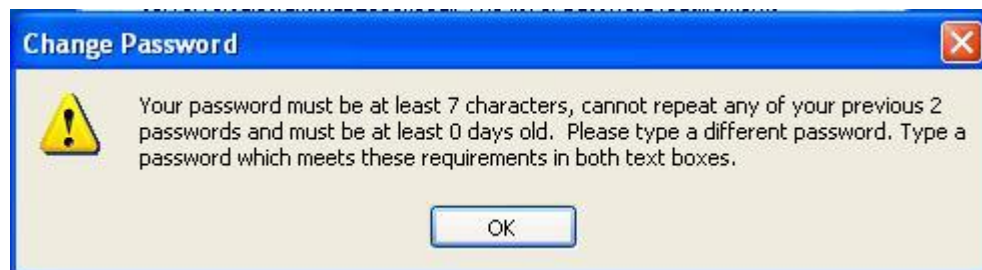 Change Password
Your password must be at least 7 characters, cannot repeat any of your previous 2
passwords and must be at least 0 days old.  Please type a different password. Type a
password which meets these requirements in both text boxes.
OK